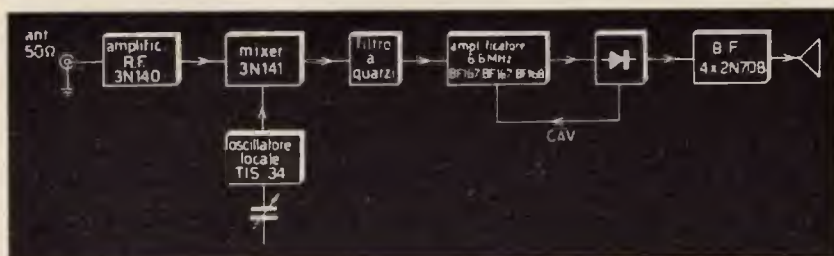 ant
50Ω
amplific.
R.F.
3N140
mixer
3N141
filtro
a
quarzi
amplificatore
6,6 MHz
BF167 BF167 BF168
B F
4 x 2N708
CAV
oscillatore
locale
TIS 34